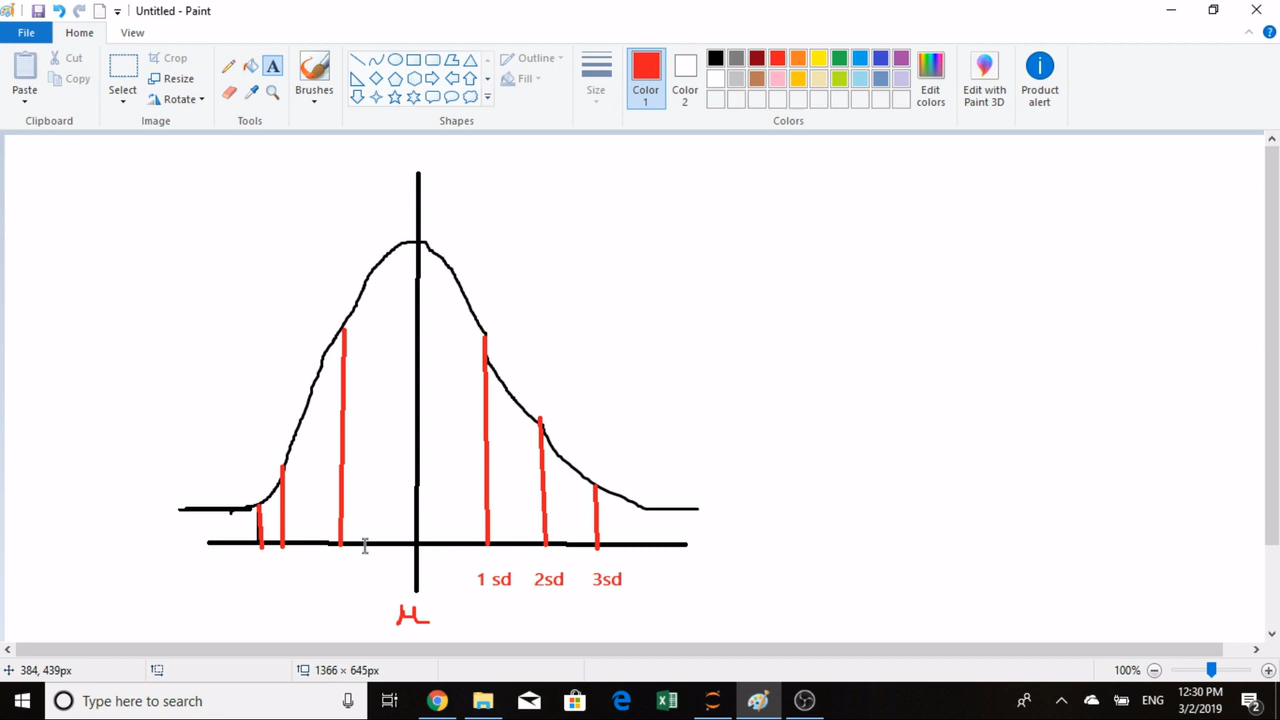 Untitled - Paint
File Home View
Paste
Cut
Copy
Clipboard
Select
Crop
Resize
Rotate
Image
A
Tools
Brushes
Outline
Fill
Shapes
Size
Color 1
Color 2
Edit colors
Colors
Edit with Paint 3D
Product alert
1 sd 2sd 3sd
μ
384, 439px
1366 × 645px
100%
Type here to search
ENG
12:30 PM
3/2/2019
2